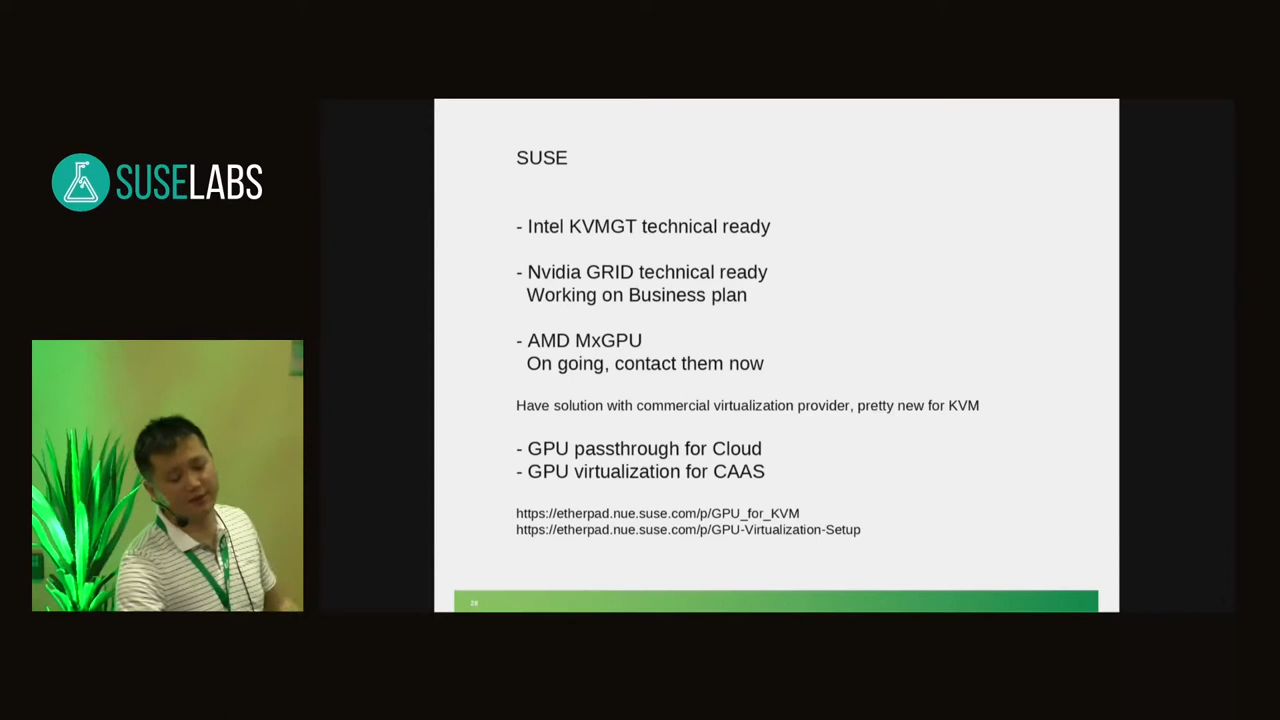 SUSELABS
SUSE
- Intel KVMGT technical ready
- Nvidia GRID technical ready
Working on Business plan
- AMD MxGPU
On going, contact them now
Have solution with commercial virtualization provider, pretty new for KVM
- GPU passthrough for Cloud
- GPU virtualization for CAAS
https://etherpad.nue.suse.com/p/GPU_for_KVM
https://etherpad.nue.suse.com/p/GPU-Virtualization-Setup
28